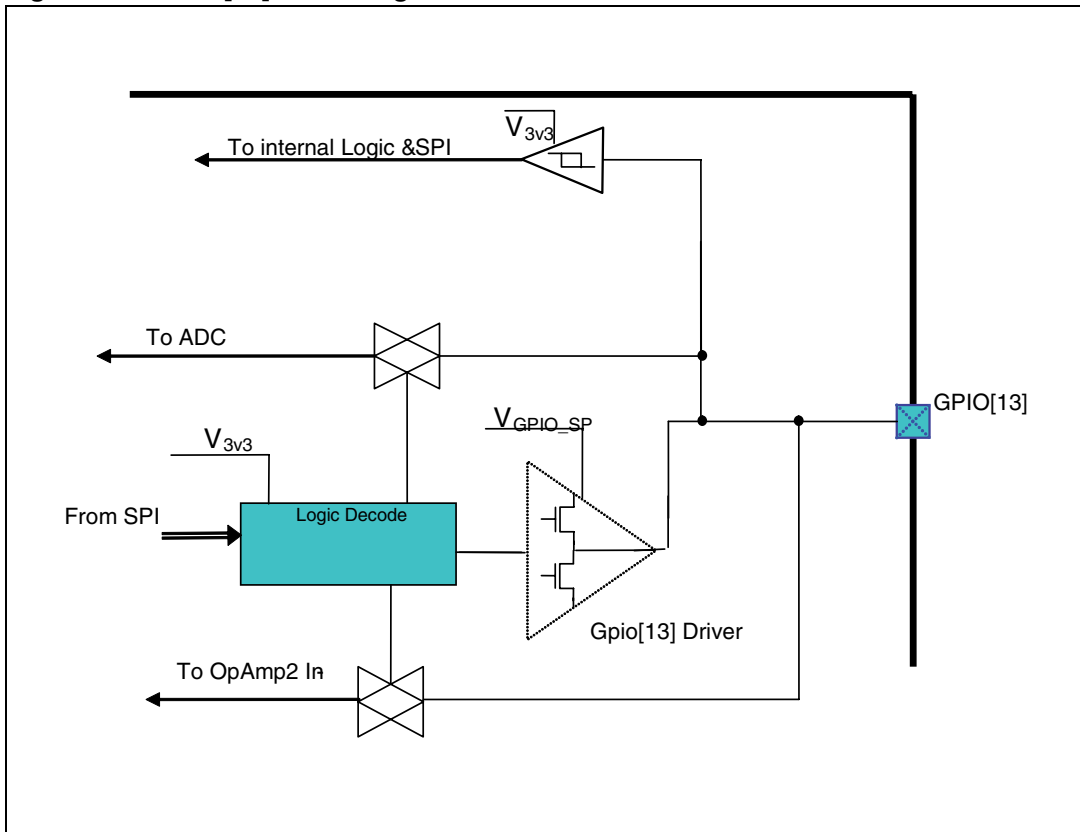 V3v3
To internal Logic &SPI
To ADC
GPIO[13]
VGPIO_SP
V3v3
From SPI
Logic Decode
Gpio[13] Driver
To OpAmp2 In